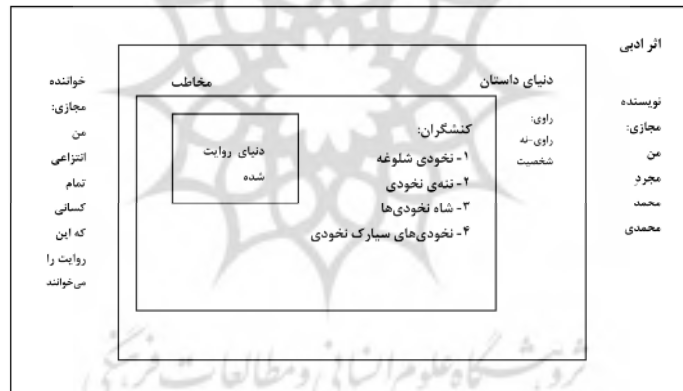 اثر ادبی
نویسنده
مجازی:
من
مجردِ
محمد
محمدی
دنیای داستان
مخاطب
راوی:
راوی-نه
شخصیت
کنشگران:
۱- نخودی شلوغه
۲- ننه‌ی نخودی
۳- شاه نخودی‌ها
۴- نخودی‌های سیارک نخودی
دنیای روایت
شده
خواننده
مجازی:
من
انتزاعی
تمام
کسانی
که این
روایت را
می‌خوانند
پژوهشگاه علوم انسانی و مطالعات فرهنگی